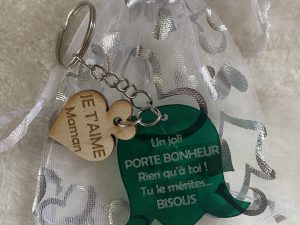 JE T'AIME
Maman
Un joli
PORTE BONHEUR
Rien qu'à toi !
Tu le mérites...
BISOUS